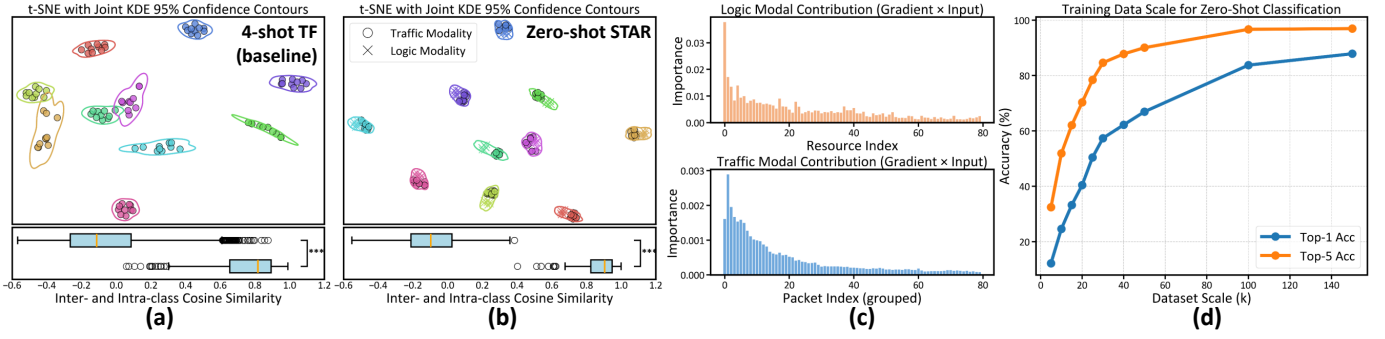 t-SNE with Joint KDE 95% Confidence Contours
4-shot TF
(baseline)
***
−0.6 −0.4 −0.2 0.0 0.2 0.4 0.6 0.8 1.0 1.2
Inter- and Intra-class Cosine Similarity
(a)
t-SNE with Joint KDE 95% Confidence Contours
Traffic Modality
Logic Modality
Zero-shot STAR
***
−0.6 −0.4 −0.2 0.0 0.2 0.4 0.6 0.8 1.0 1.2
Inter- and Intra-class Cosine Similarity
(b)
Logic Modal Contribution (Gradient × Input)
Importance
0.03
0.01
0.00
0 20 40 60 80
Resource Index
Traffic Modal Contribution (Gradient × Input)
Importance
0.003
0.002
0.001
0.000
0 20 40 60 80
Packet Index (grouped)
(c)
Training Data Scale for Zero-Shot Classification
Accuracy (%)
100
80
60
40
20
Top-1 Acc
Top-5 Acc
0 20 40 60 80 100 120 140
Dataset Scale (k)
(d)